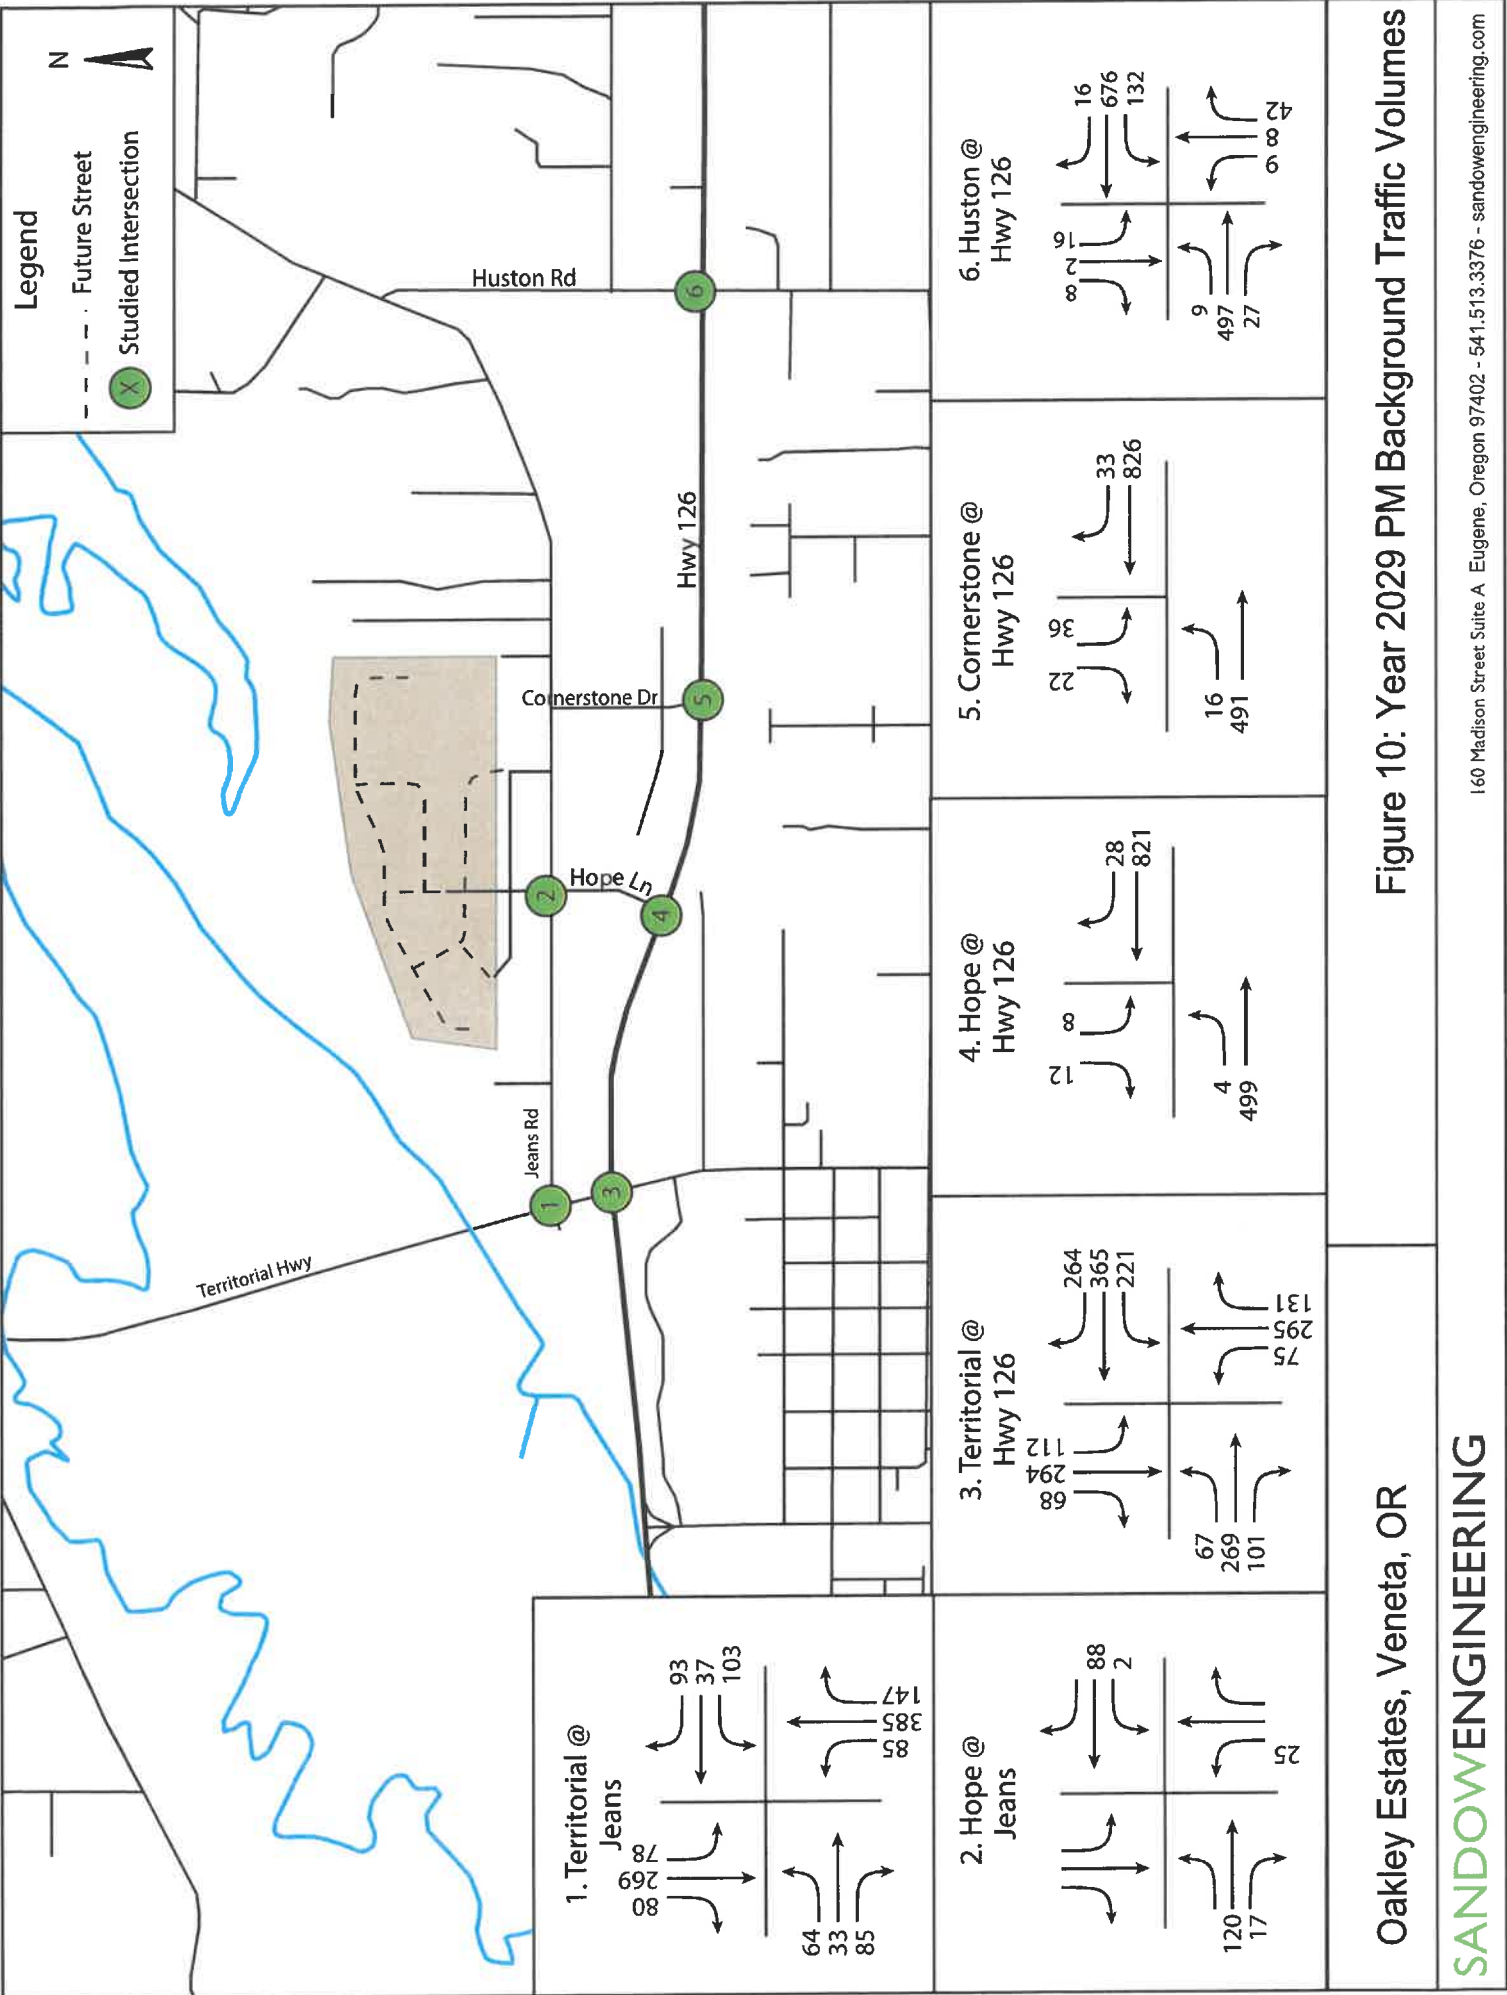 Legend
N
Future Street
X
Studied Intersection
Territorial Hwy
Jeans Rd
Hope Ln
Cornerstone Dr
Hwy 126
Huston Rd
1
2
3
4
5
6
1. Territorial @
Jeans
80
269
78
93
37
103
64
33
85
85
385
147
2. Hope @
Jeans
88
2
120
17
25
3. Territorial @
Hwy 126
68
294
112
264
365
221
67
269
101
75
295
131
4. Hope @
Hwy 126
12
8
28
821
4
499
5. Cornerstone @
Hwy 126
22
36
33
826
16
491
6. Huston @
Hwy 126
8
2
16
16
676
132
9
497
27
9
8
42
Oakley Estates, Veneta, OR
Figure 10: Year 2029 PM Background Traffic Volumes
SANDOWENGINEERING
160 Madison Street Suite A Eugene, Oregon 97402 - 541.513.3376 - sandowengineering.com